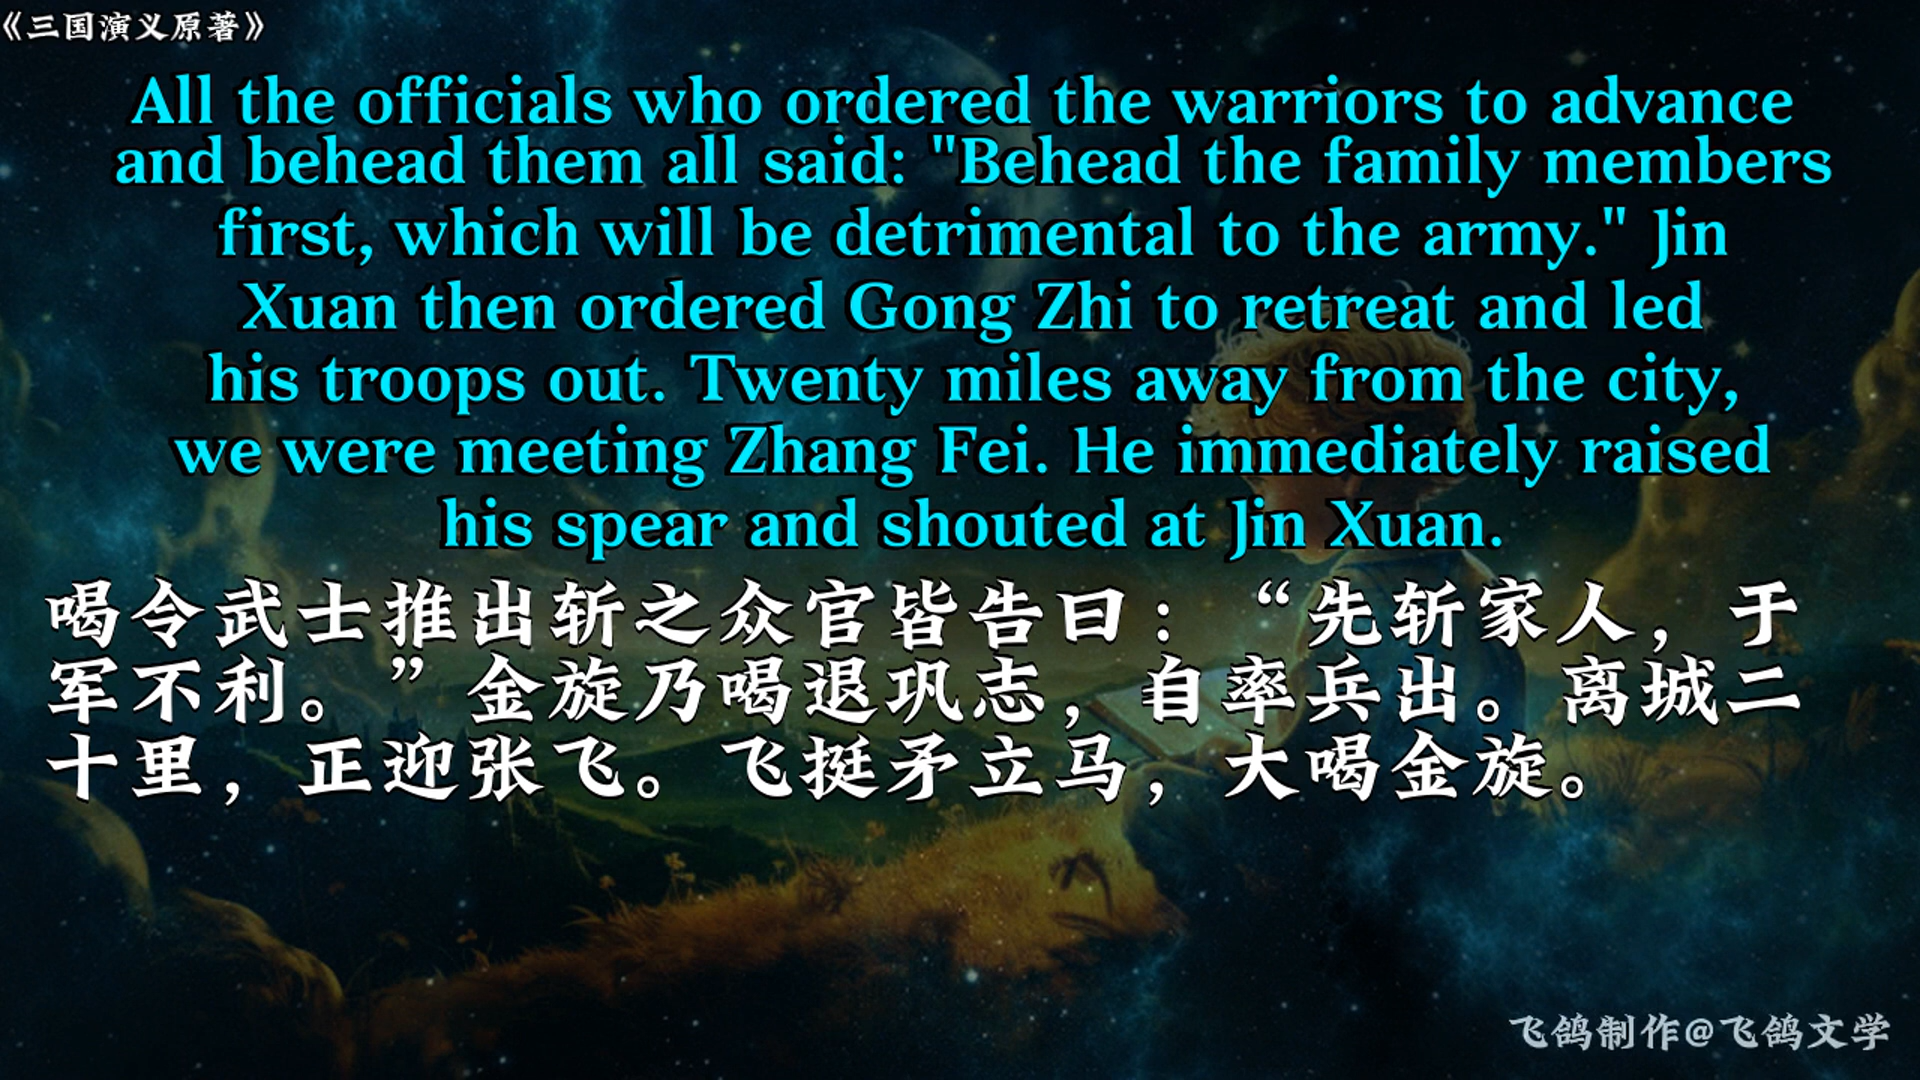 《三国演义原著》
All the officials who ordered the warriors to advance
and behead them all said: "Behead the family members
first, which will be detrimental to the army." Jin
Xuan then ordered Gong Zhi to retreat and led
his troops out. Twenty miles away from the city,
we were meeting Zhang Fei. He immediately raised
his spear and shouted at Jin Xuan.
喝令武士推出斩之众官皆告曰：“先斩家人，于
军不利。”金旋乃喝退巩志，自率兵出。离城二
十里，正迎张飞。飞挺矛立马，大喝金旋。
飞鸽制作@飞鸽文学